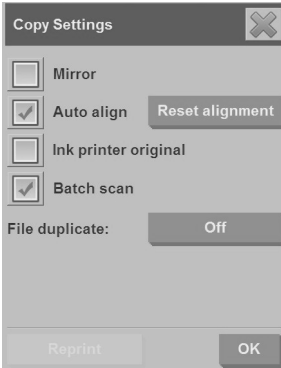 Copy Settings
Mirror
Auto align Reset alignment
Ink printer original
Batch scan
File duplicate: Off
Reprint OK